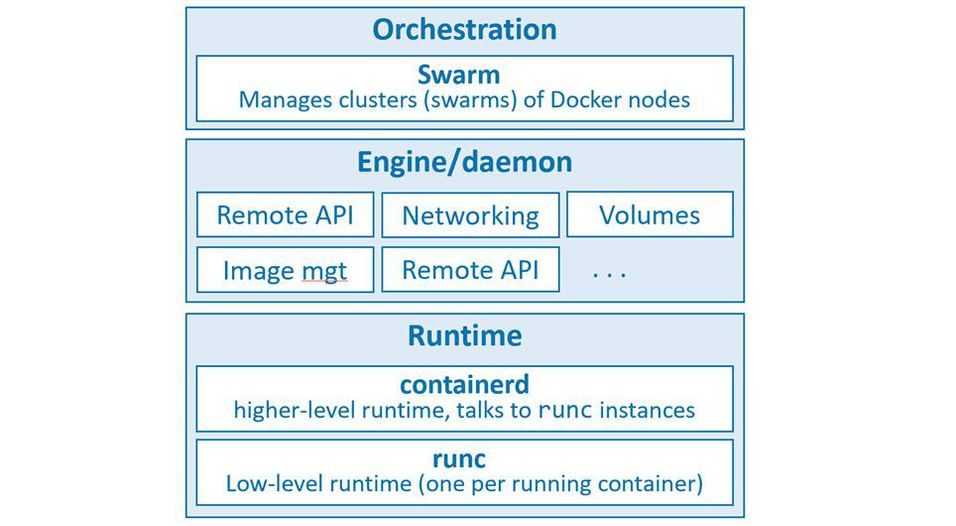 Orchestration
Swarm
Manages clusters (swarms) of Docker nodes
Engine/daemon
Remote API
Networking
Volumes
Image mgt
Remote API
...
Runtime
containerd
higher-level runtime, talks to runc instances
runc
Low-level runtime (one per running container)